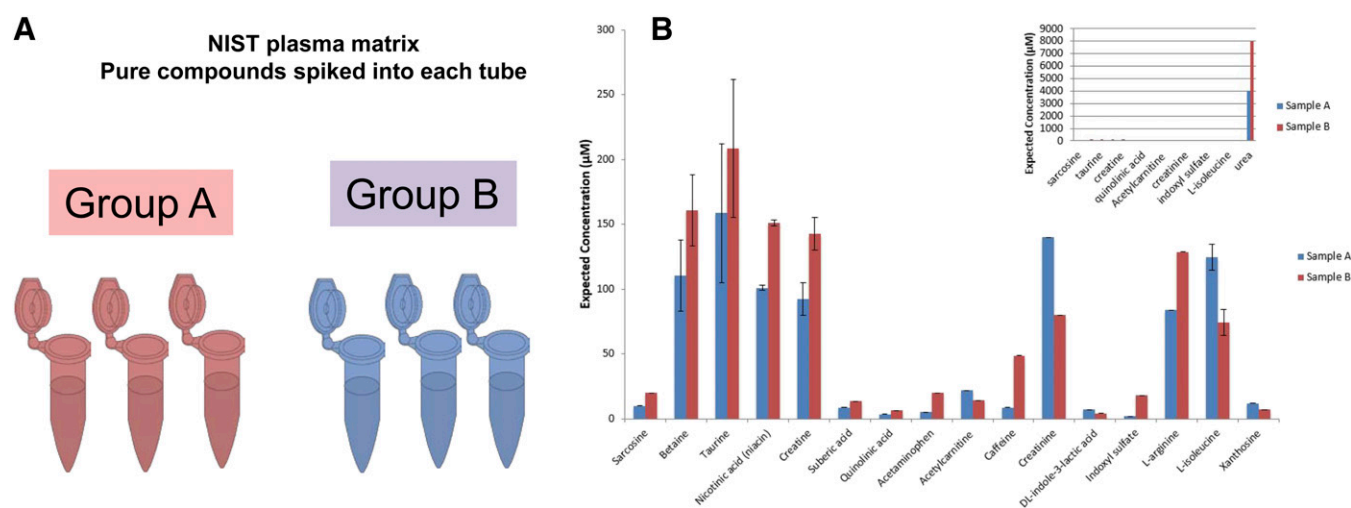 A
NIST plasma matrix
Pure compounds spiked into each tube
Group A
Group B
B
Expected Concentration (µM)
300
250
200
150
100
50
0
Sarcosine
Betaine
Taurine
Nicotinic acid (niacin)
Creatine
Suberic acid
Quinolinic acid
Acetaminophen
Acetylcarnitine
Caffeine
Creatinine
DL-indole-3-lactic acid
Indoxyl sulfate
L-arginine
L-isoleucine
Xanthosine
Expected Concentration (µM)
9000
8000
7000
6000
5000
4000
3000
2000
1000
0
sarcosine
taurine
creatine
quinolinic acid
Acetylcarnitine
creatinine
indoxyl sulfate
L-isoleucine
urea
Sample A
Sample B
Sample A
Sample B